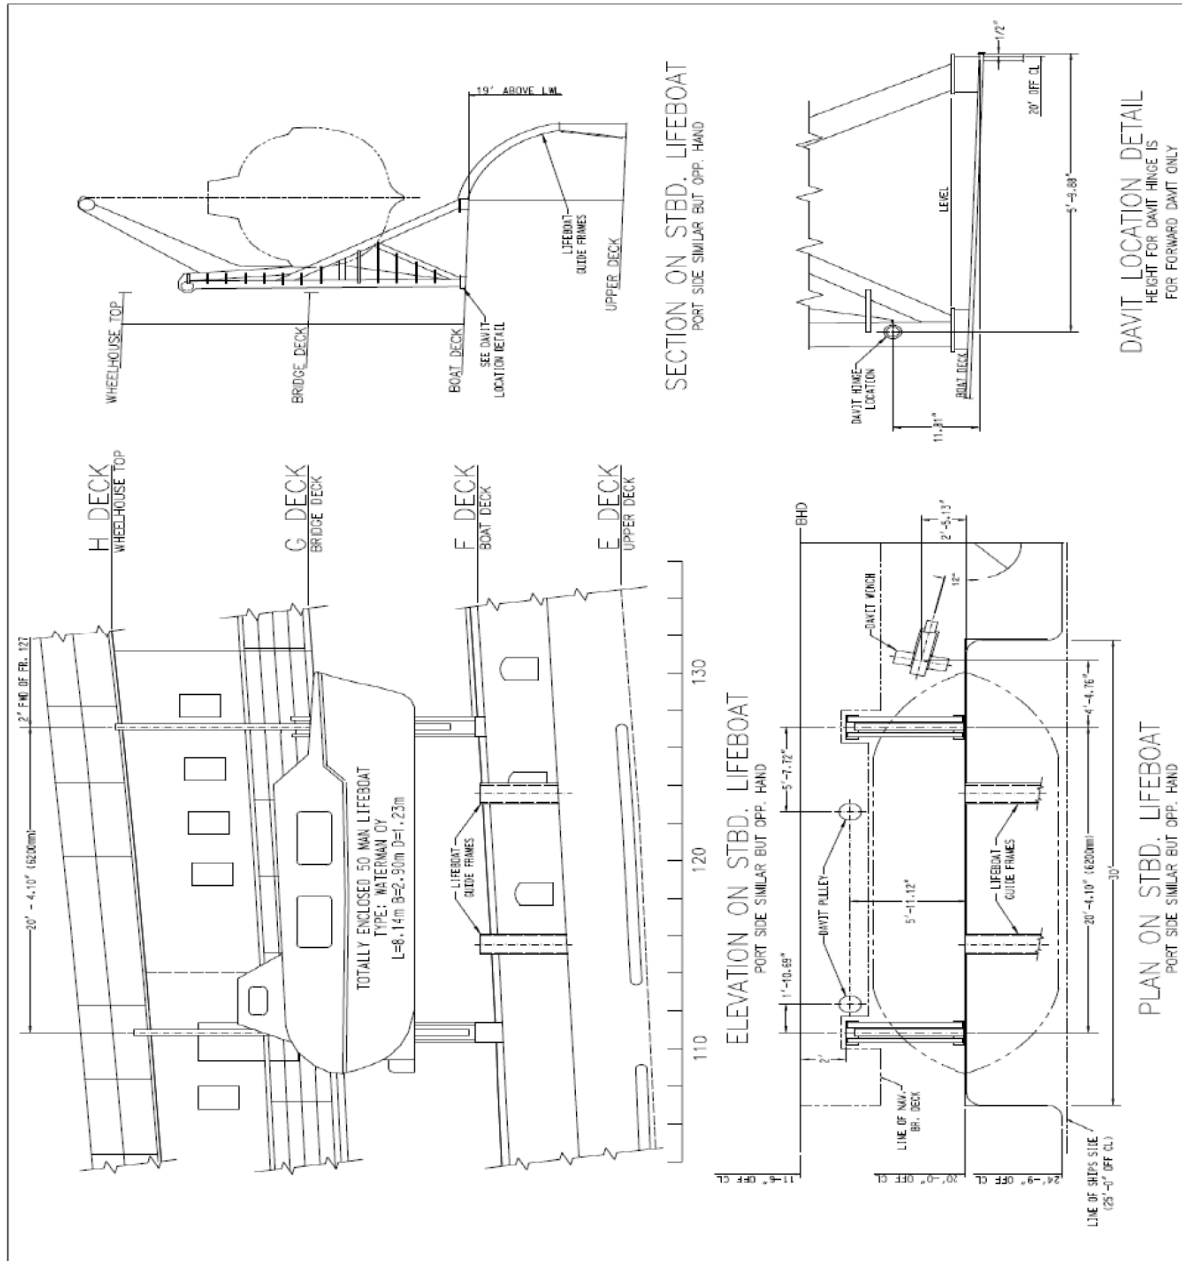 H DECK
WHEELHOUSE TOP
G DECK
BRIDGE DECK
F DECK
BOAT DECK
E DECK
UPPER DECK
2" FWD OF FR. 127
20' - 4.10" (6200mm)
TOTALLY ENCLOSED 50 MAN LIFEBOAT
TYPE: WATERMAN OY
L=8.14m B=2.90m D=1.23m
LIFEBOAT
GUIDE FRAMES
110
120
130
ELEVATION ON STBD. LIFEBOAT
PORT SIDE SIMILAR BUT OPP. HAND
WHEELHOUSE TOP
BRIDGE DECK
BOAT DECK
UPPER DECK
19' ABOVE LWL
LIFEBOAT
GUIDE FRAMES
SEE DAVIT
LOCATION DETAIL
SECTION ON STBD. LIFEBOAT
PORT SIDE SIMILAR BUT OPP. HAND
BHD
11'-6" OFF CL
20'-0" OFF CL
24'-9" OFF CL
LINE OF NAV.
BR. DECK
LINE OF SHIPS SIDE
(25'-0" OFF CL)
2'
1'-10.69"
DAVIT PULLEY
5'-7.72"
5'-11.12"
DAVIT WINCH
12°
2'-5.13"
4'-4.76"
LIFEBOAT
GUIDE FRAMES
20'-4.10" (6200mm)
30'
PLAN ON STBD. LIFEBOAT
PORT SIDE SIMILAR BUT OPP. HAND
DAVIT HINGE
LOCATION
11.81"
BOAT DECK
LEVEL
1/2"
20' OFF CL
5'-9.88"
DAVIT LOCATION DETAIL
HEIGHT FOR DAVIT HINGE IS
FOR FORWARD DAVIT ONLY